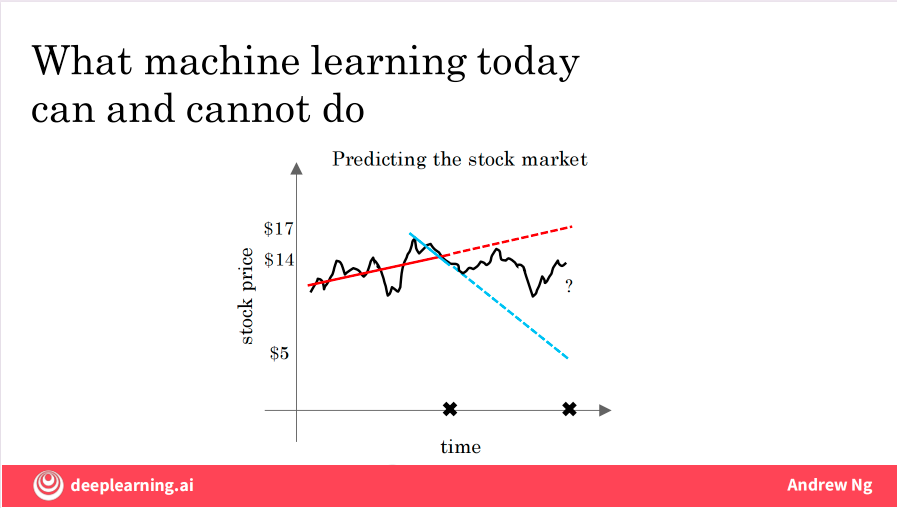 What machine learning today
can and cannot do
Predicting the stock market
$17
$14
stock price
?
$5
time
deeplearning.ai
Andrew Ng